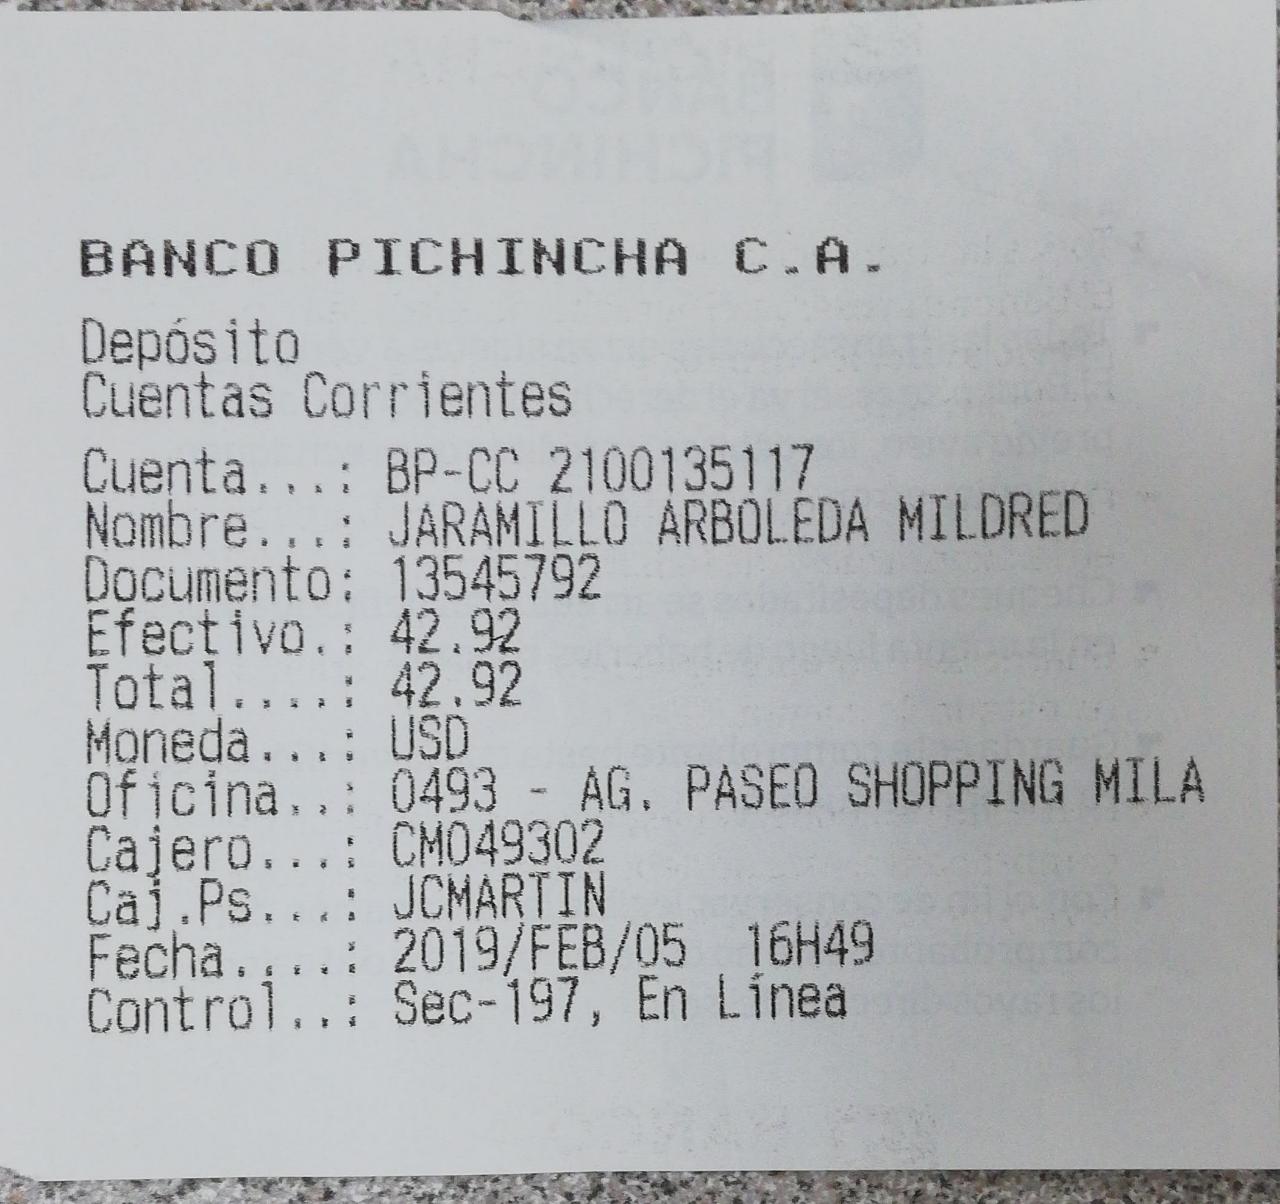 BANCO PICHINCHA C.A.
Depósito
Cuentas Corrientes
Cuenta...: BP-CC 2100135117
Nombre...: JARAMILLO ARBOLEDA MILDRED
Documento: 13545792
Efectivo.: 42.92
Total....: 42.92
Moneda...: USD
Oficina..: 0493 - AG. PASEO SHOPPING MILA
Cajero...: CM049302
Caj.Ps...: JCMARTIN
Fecha....: 2019/FEB/05  16H49
Control..: Sec-197, En Línea